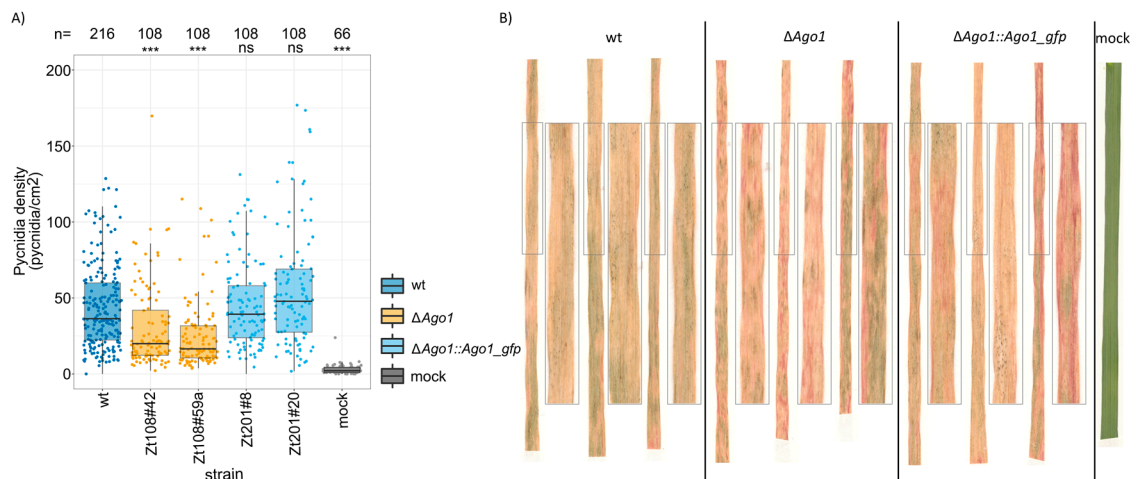 A)
n= 216 108 108 108 108 66
*** *** ns ns ***
Pycnidia density
(pycnidia/cm2)
200
150
100
50
0
wt
Zt108#42
Zt108#59a
Zt201#8
Zt201#20
mock
strain
wt
ΔAgo1
ΔAgo1::Ago1_gfp
mock
B)
wt
ΔAgo1
ΔAgo1::Ago1_gfp
mock